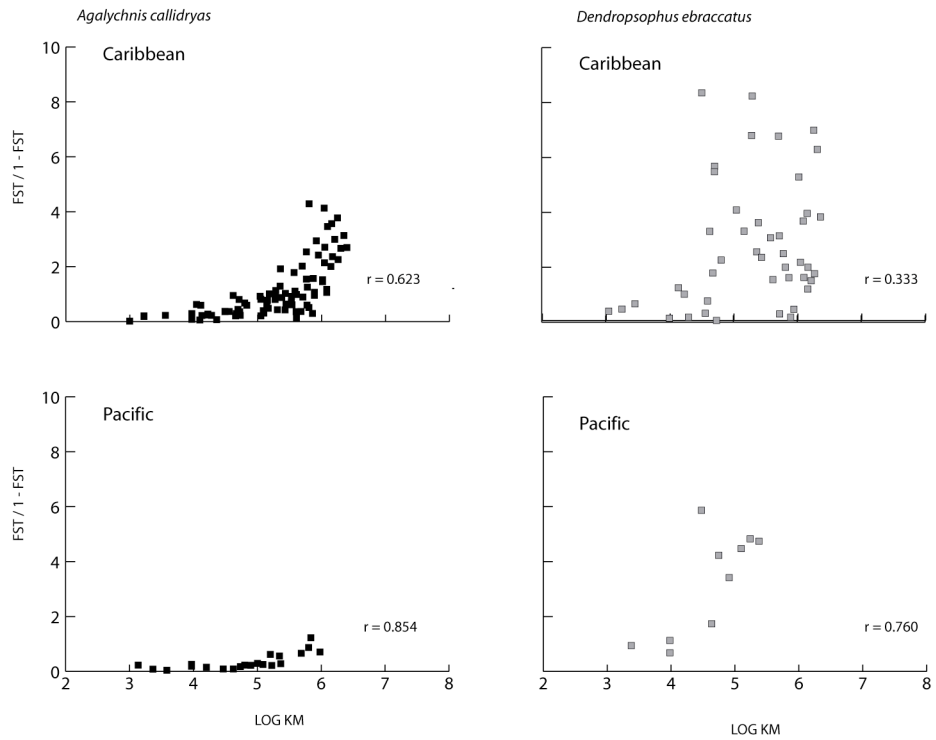 Agalychnis callidryas
Dendropsophus ebraccatus
Caribbean
Caribbean
10
8
6
4
2
0
FST / 1 - FST
r = 0.623
r = 0.333
Pacific
Pacific
10
8
6
4
2
0
FST / 1 - FST
r = 0.854
r = 0.760
2 3 4 5 6 7 8
2 3 4 5 6 7 8
LOG KM
LOG KM